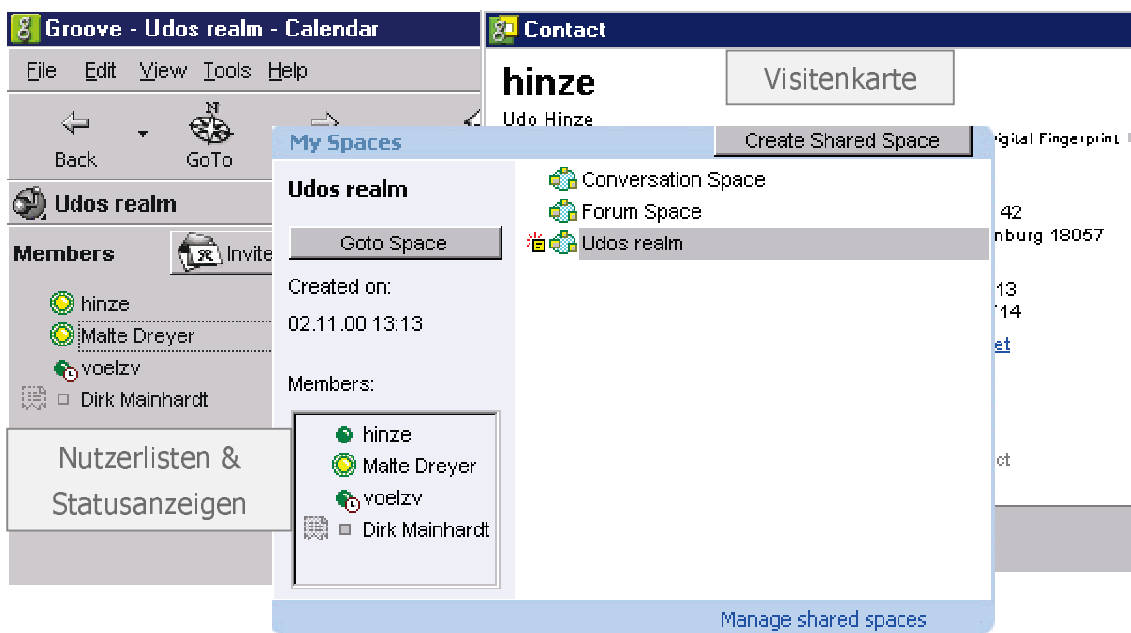 Groove - Udos realm - Calendar
File Edit View Tools Help
Back
GoTo
Udos realm
Members
Invite
hinze
Malte Dreyer
voelzv
Dirk Mainhardt
Nutzerlisten &
Statusanzeigen
Contact
hinze
Visitenkarte
Udo Hinze
Fingerprint
42
nburg 18057
13
714
et
ct
My Spaces
Create Shared Space
Udos realm
Goto Space
Created on:
02.11.00 13:13
Members:
hinze
Malte Dreyer
voelzv
Dirk Mainhardt
Conversation Space
Forum Space
Udos realm
Manage shared spaces